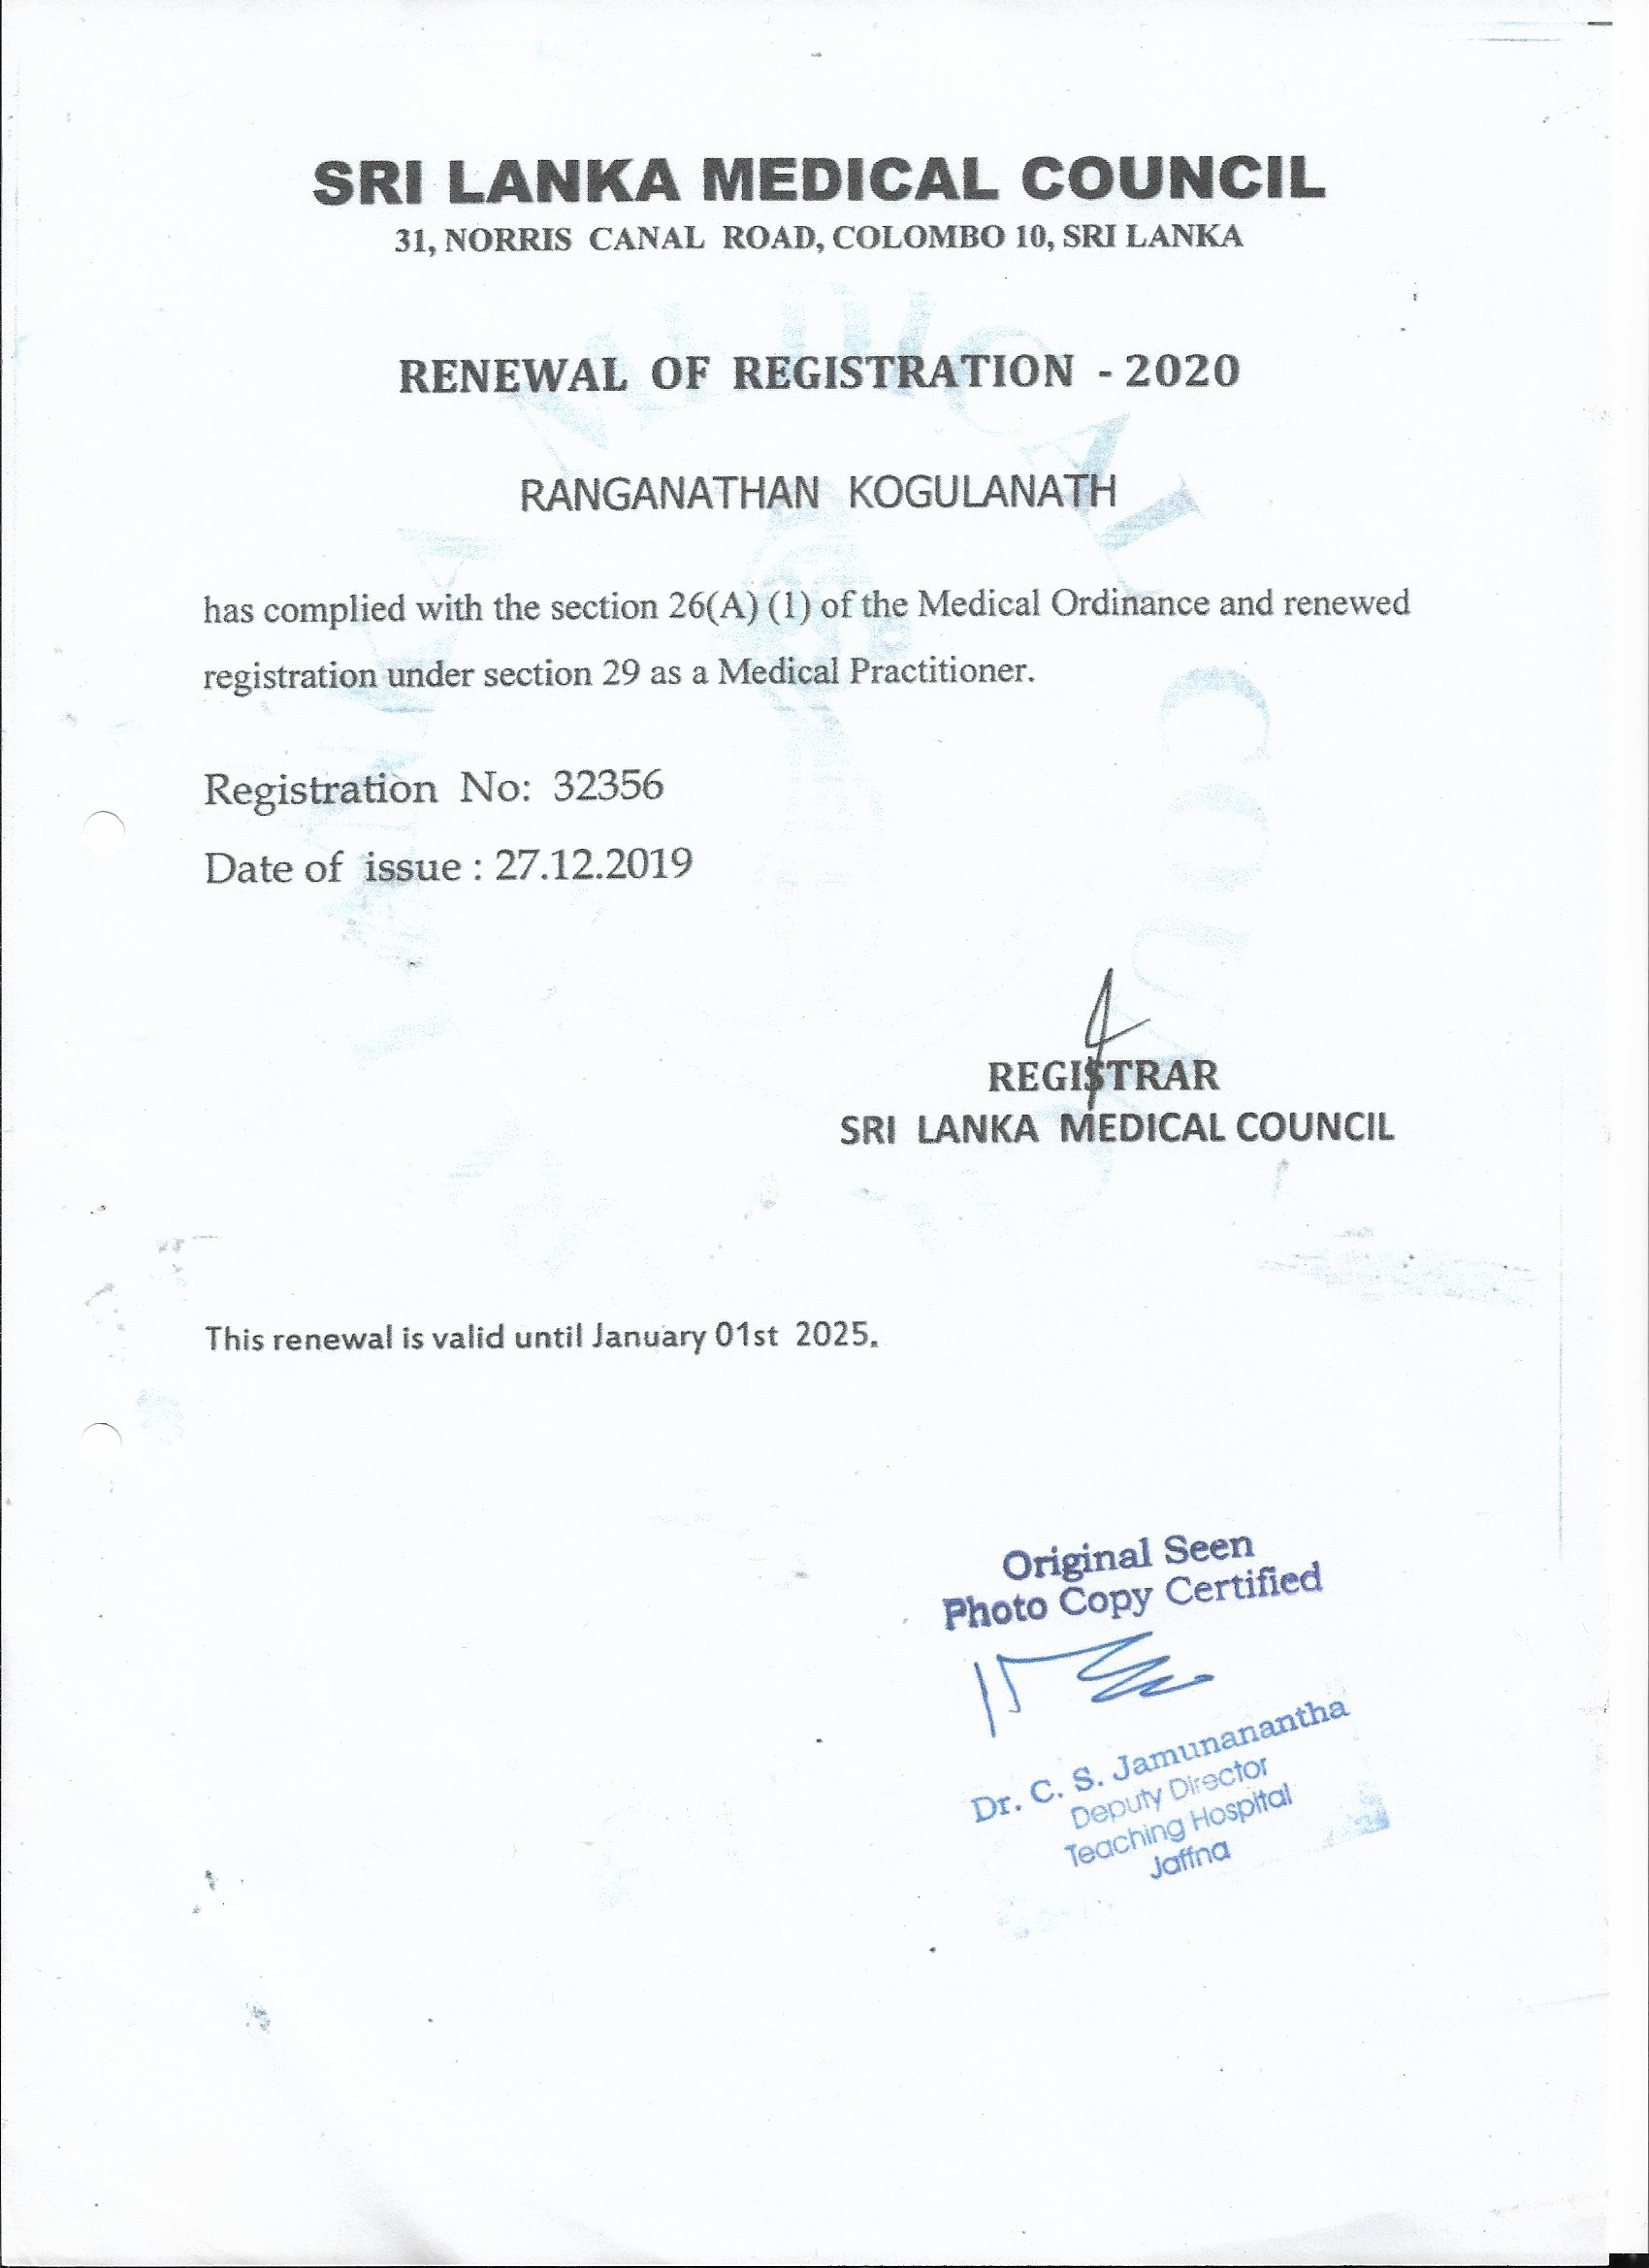 SRI LANKA MEDICAL COUNCIL
31, NORRIS CANAL ROAD, COLOMBO 10, SRI LANKA
RENEWAL OF REGISTRATION - 2020
RANGANATHAN KOGULANATH
has complied with the section 26(A) (1) of the Medical Ordinance and renewed
registration under section 29 as a Medical Practitioner.
Registration No: 32356
Date of issue : 27.12.2019
REGISTRAR
SRI LANKA MEDICAL COUNCIL
This renewal is valid until January 01st 2025.
Original Seen
Photo Copy Certified
Dr. C. S. Jamunanantha
Deputy Director
Teaching Hospital
Jaffna